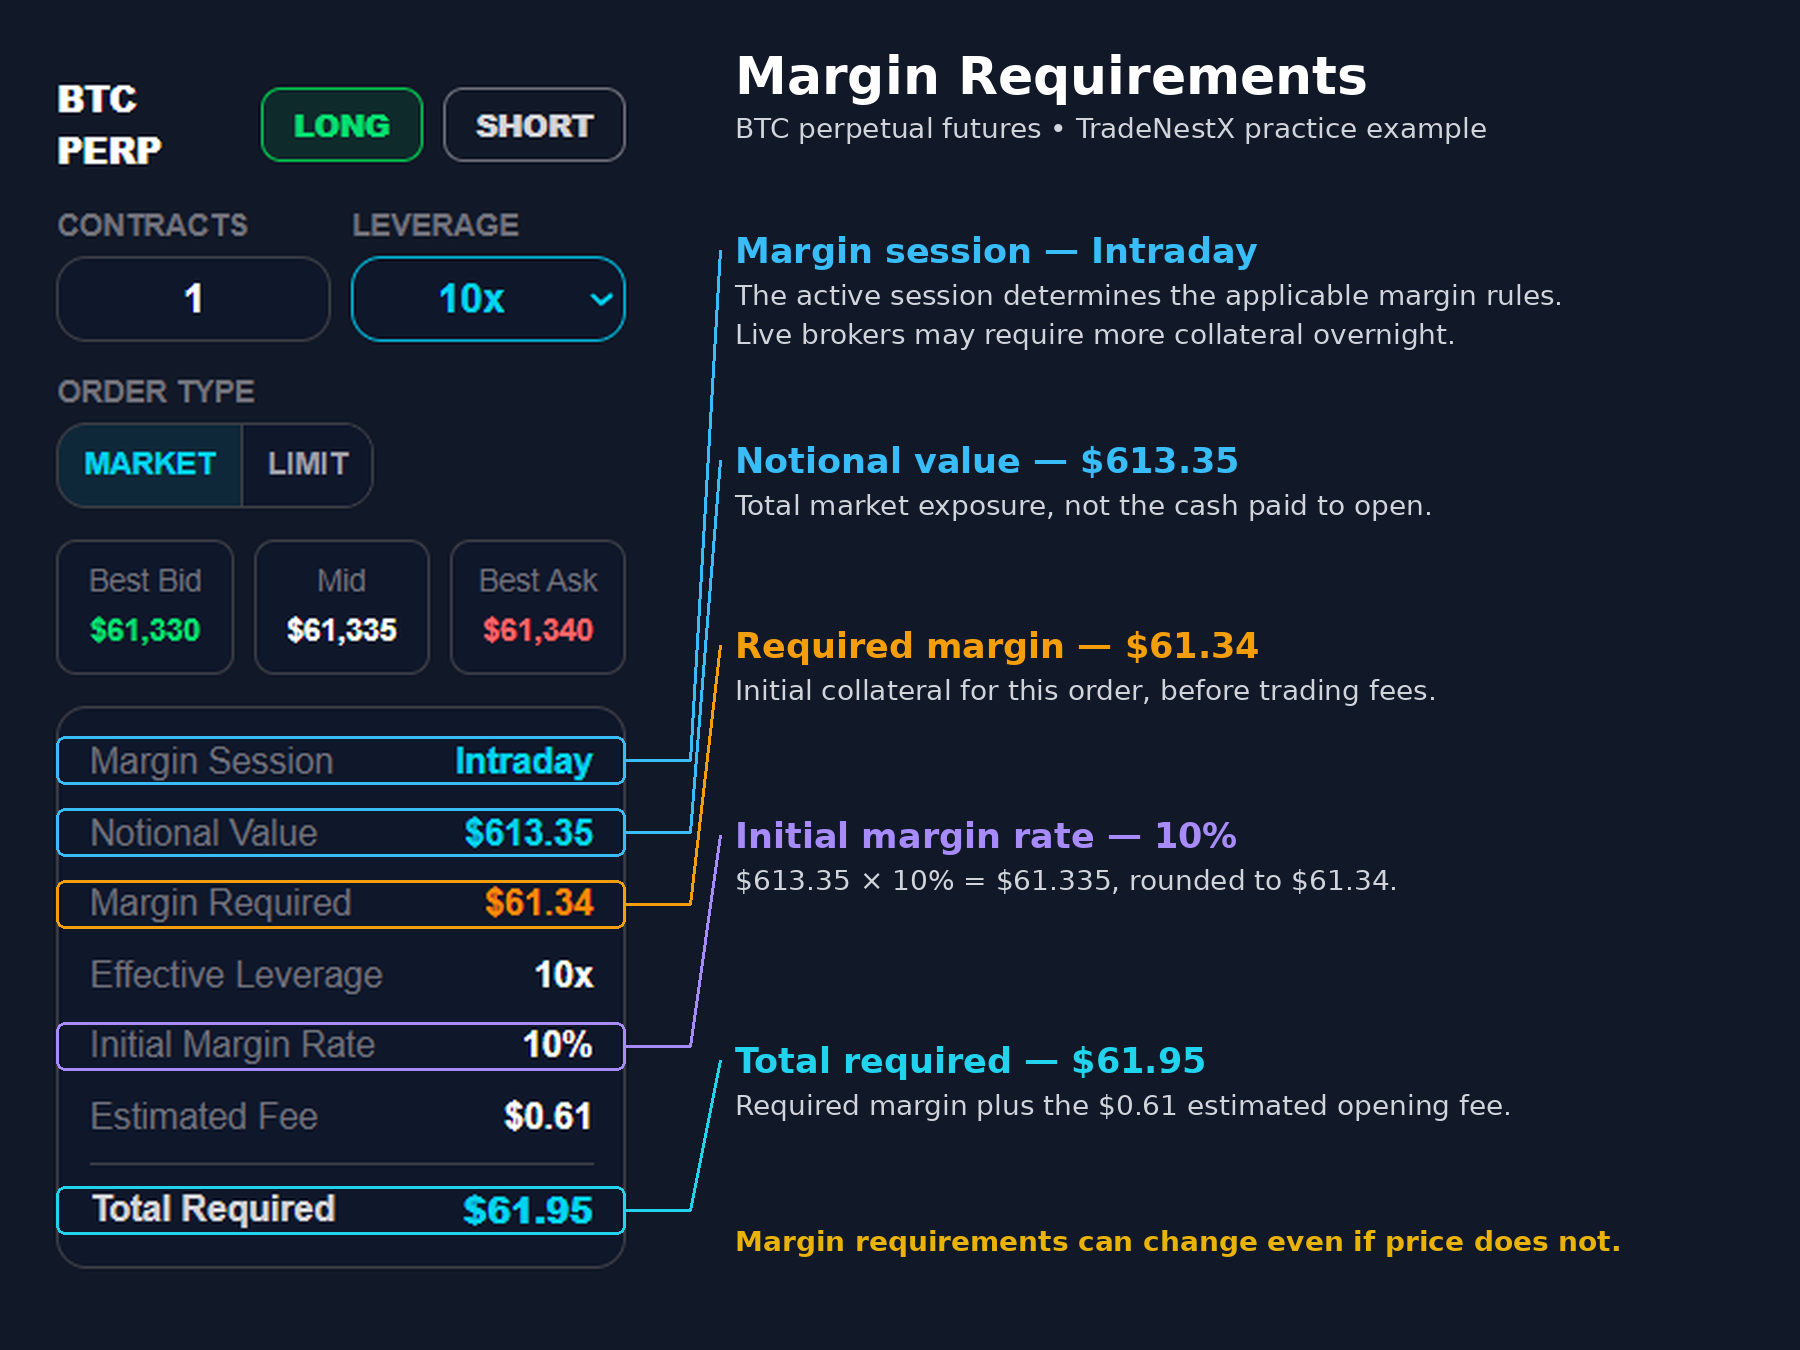 BTC
PERP
LONG
SHORT
CONTRACTS
LEVERAGE
1
10x
ORDER TYPE
MARKET
LIMIT
Best Bid
Mid
Best Ask
$61,330
$61,335
$61,340
Margin Session Intraday
Notional Value $613.35
Margin Required $61.34
Effective Leverage 10x
Initial Margin Rate 10%
Estimated Fee $0.61
Total Required $61.95
Margin Requirements
BTC perpetual futures • TradeNestX practice example
Margin session — Intraday
The active session determines the applicable margin rules.
Live brokers may require more collateral overnight.
Notional value — $613.35
Total market exposure, not the cash paid to open.
Required margin — $61.34
Initial collateral for this order, before trading fees.
Initial margin rate — 10%
$613.35 × 10% = $61.335, rounded to $61.34.
Total required — $61.95
Required margin plus the $0.61 estimated opening fee.
Margin requirements can change even if price does not.